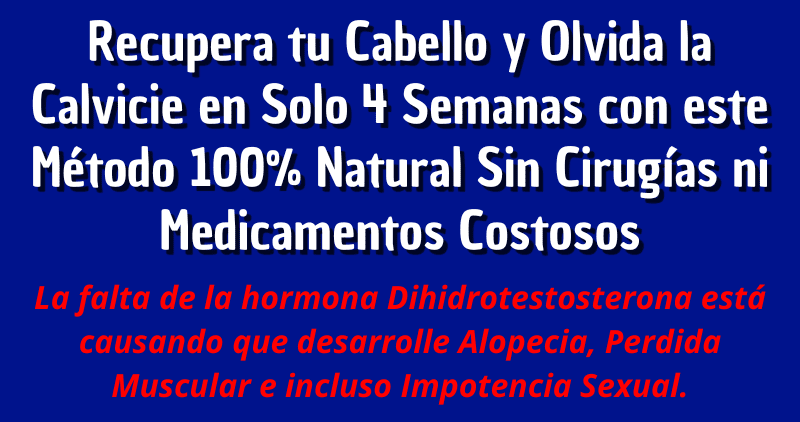 Recupera tu Cabello y Olvida la
Calvicie en Solo 4 Semanas con este
Método 100% Natural Sin Cirugías ni
Medicamentos Costosos
La falta de la hormona Dihidrotestosterona está
causando que desarrolle Alopecia, Perdida
Muscular e incluso Impotencia Sexual.